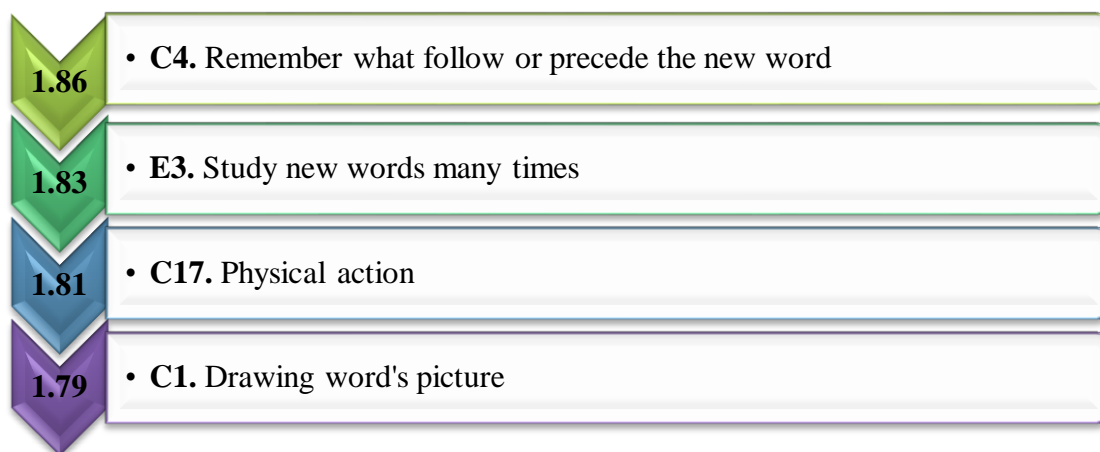 1.86 • C4. Remember what follow or precede the new word
1.83 • E3. Study new words many times
1.81 • C17. Physical action
1.79 • C1. Drawing word's picture